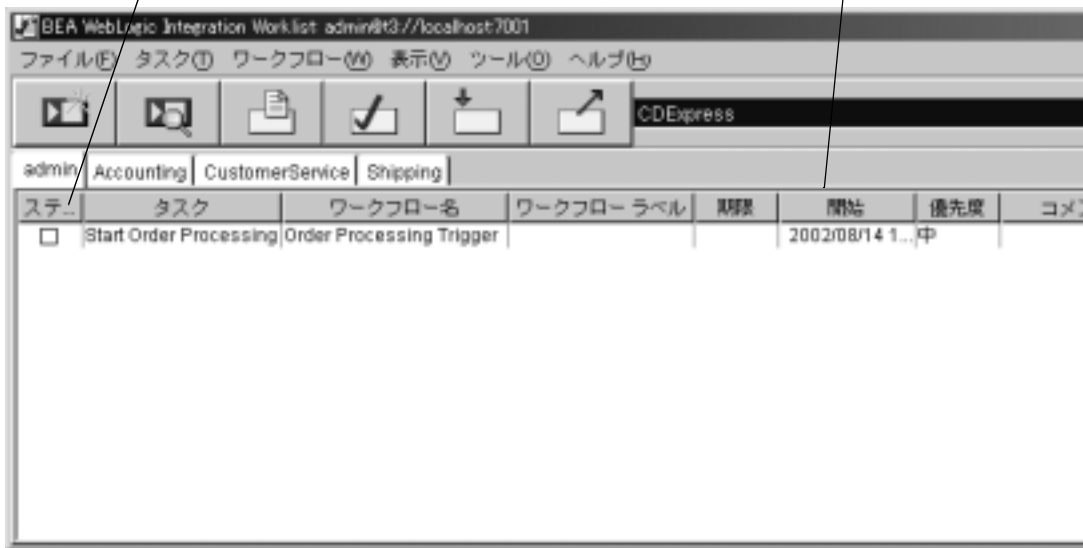 BEA WebLogic Integration Worklist admin@t3://localhost:7001
ファイル(F) タスク(T) ワークフロー(W) 表示(V) ツール(O) ヘルプ(H)
CDExpress
admin Accounting CustomerService Shipping
ステ... タスク ワークフロー名 ワークフロー ラベル 期限 開始 優先度 コメ
Start Order Processing Order Processing Trigger 2002/08/14 1... 中